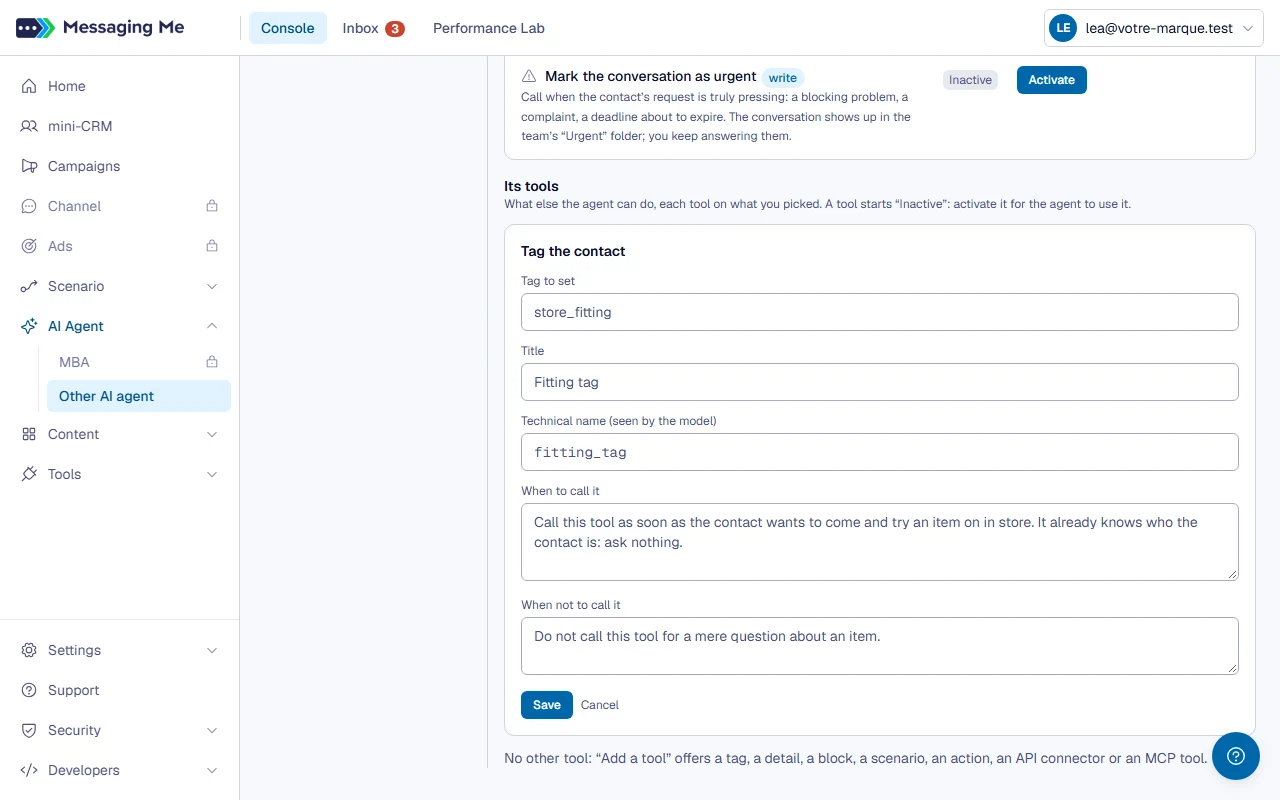 Messaging Me
Console
Inbox 3
Performance Lab
LE lea@votre-marque.test
Home
mini-CRM
Campaigns
Channel
Ads
Scenario
AI Agent
MBA
Other AI agent
Content
Tools
Settings
Support
Security
Developers
Mark the conversation as urgent write
Inactive
Activate
Call when the contact's request is truly pressing: a blocking problem, a
complaint, a deadline about to expire. The conversation shows up in the
team's “Urgent” folder; you keep answering them.
Its tools
What else the agent can do, each tool on what you picked. A tool starts “Inactive”: activate it for the agent to use it.
Tag the contact
Tag to set
store_fitting
Title
Fitting tag
Technical name (seen by the model)
fitting_tag
When to call it
Call this tool as soon as the contact wants to come and try an item on in store. It already knows who the
contact is: ask nothing.
When not to call it
Do not call this tool for a mere question about an item.
Save
Cancel
No other tool: “Add a tool” offers a tag, a detail, a block, a scenario, an action, an API connector or an MCP tool.